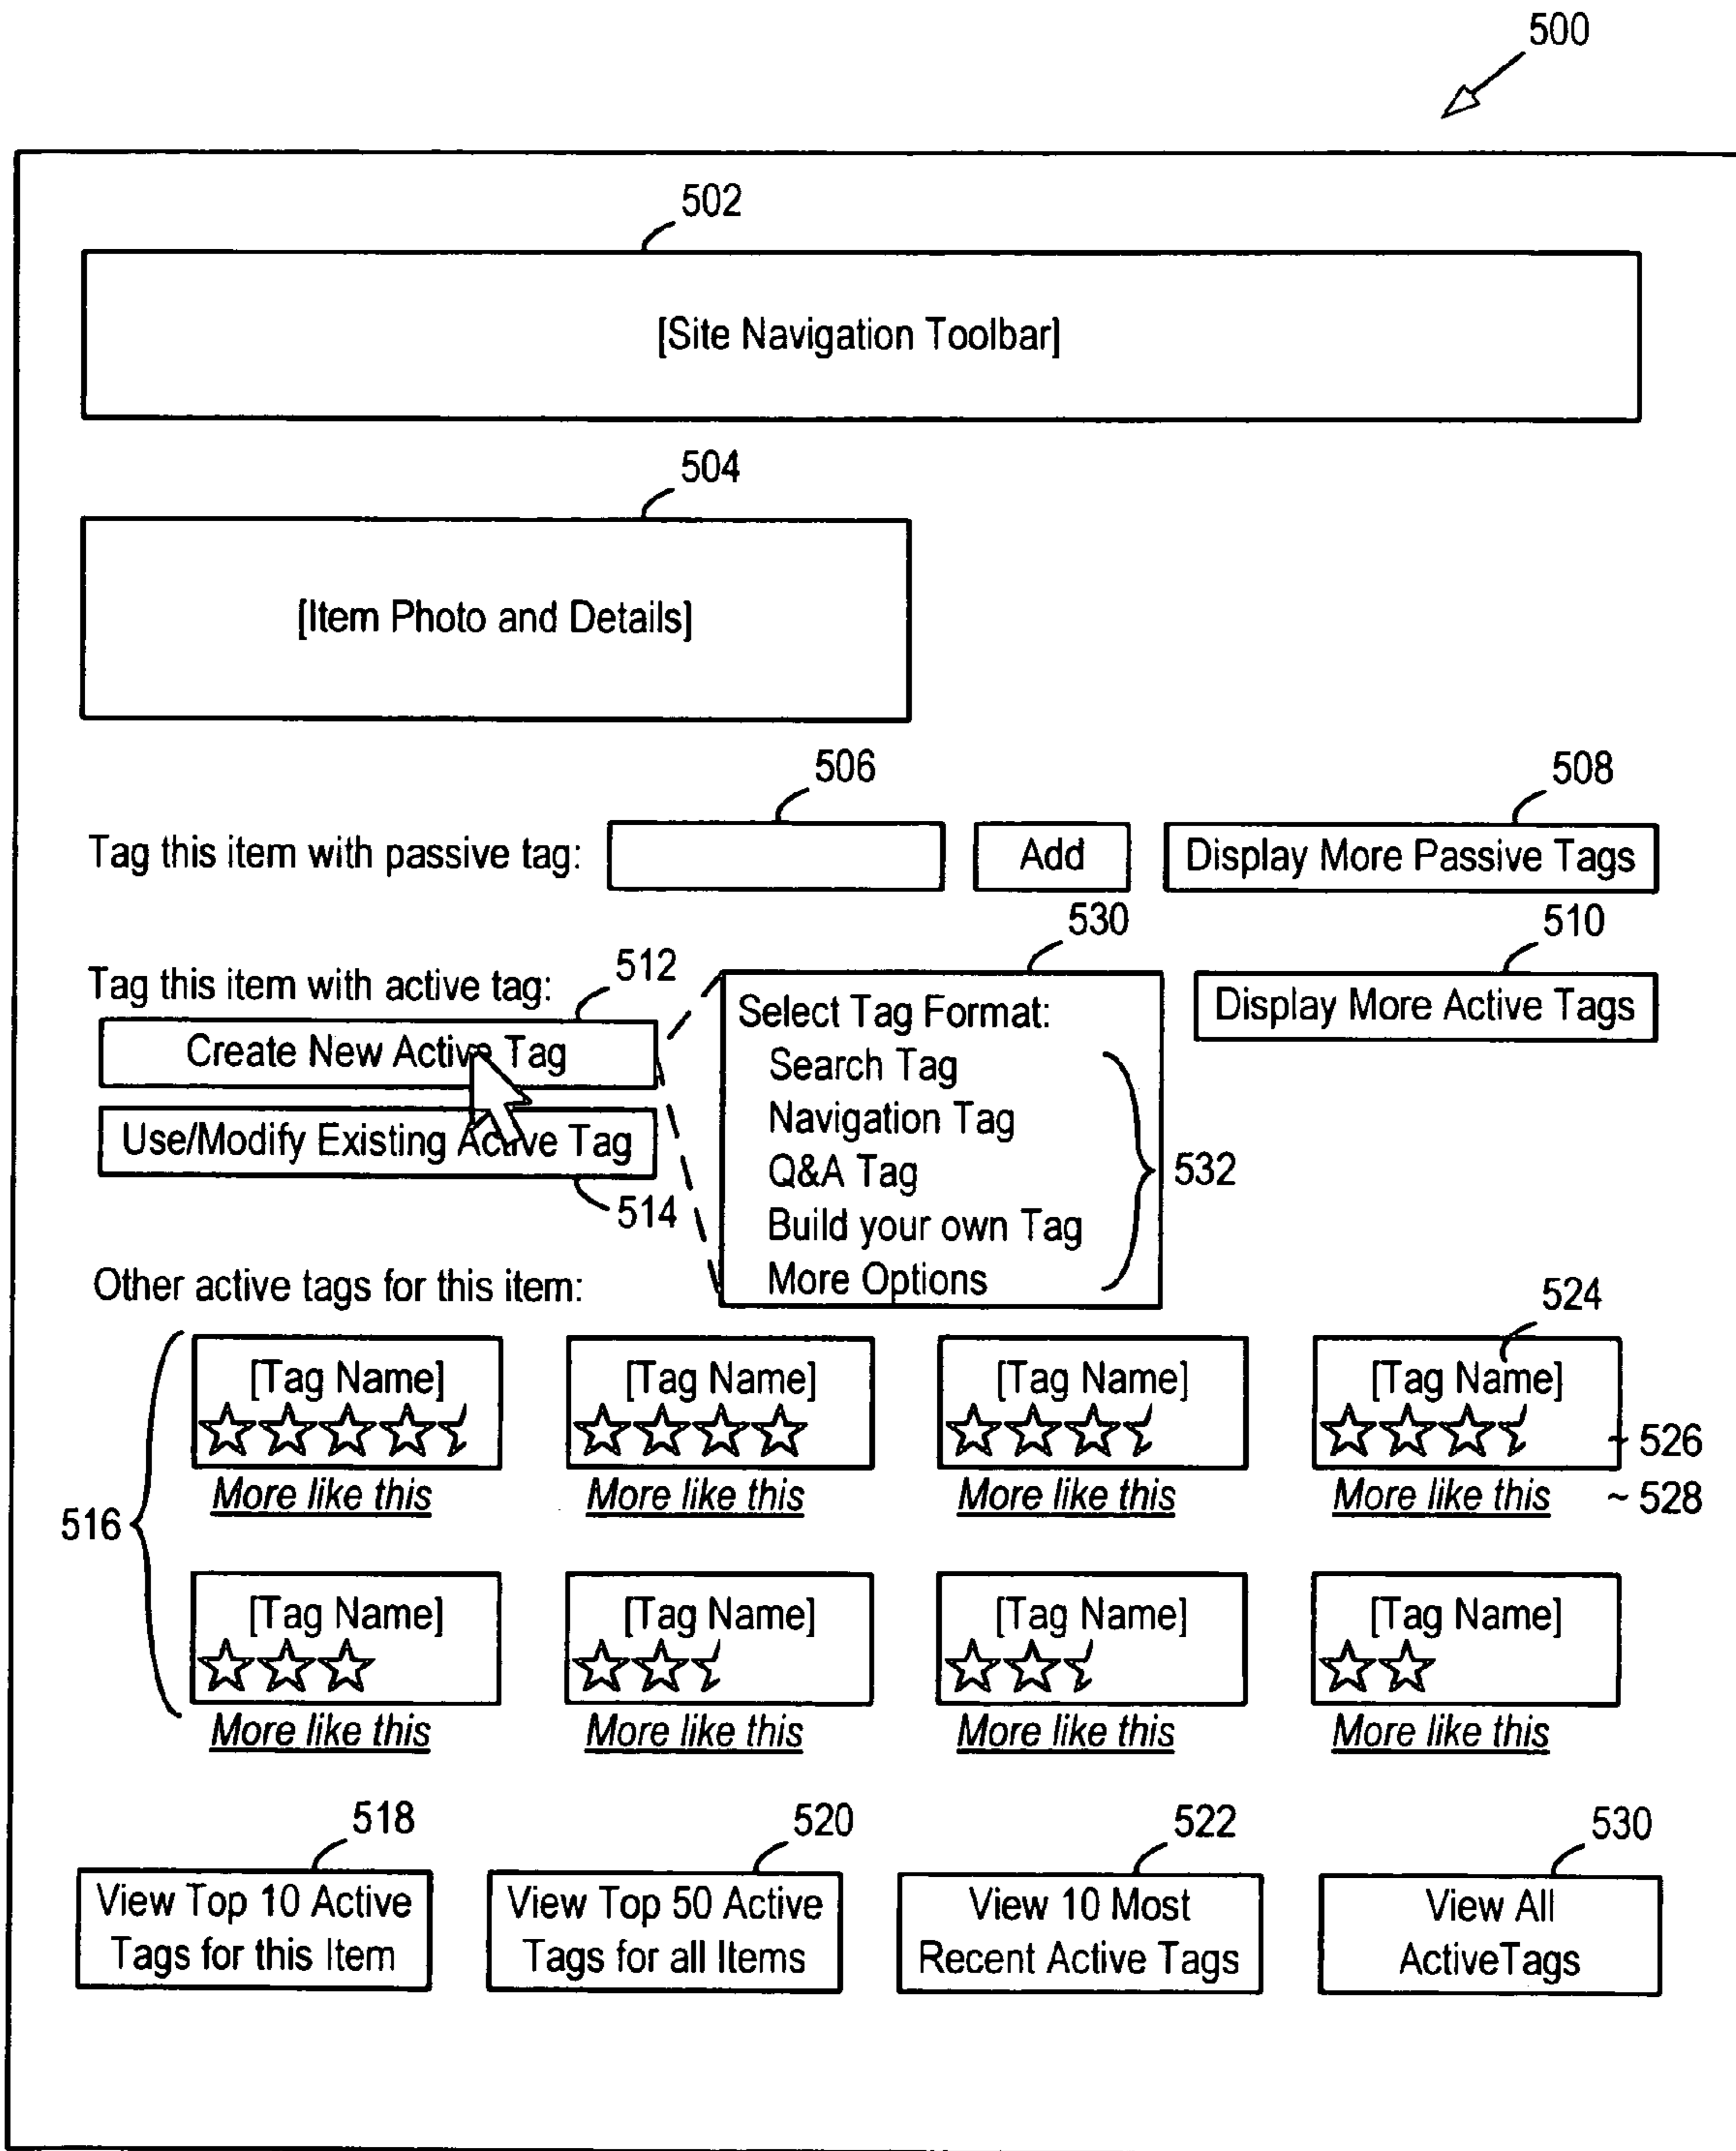 500
502
[Site Navigation Toolbar]
504
[Item Photo and Details]
506
508
Tag this item with passive tag:
Add
Display More Passive Tags
530
510
Tag this item with active tag:
512
Create New Active Tag
Use/Modify Existing Active Tag
514
Select Tag Format:
Search Tag
Navigation Tag
Q&A Tag
Build your own Tag
More Options
532
Display More Active Tags
Other active tags for this item:
524
[Tag Name] [Tag Name] [Tag Name] [Tag Name]
~ 526
More like this More like this More like this More like this ~ 528
516
[Tag Name] [Tag Name] [Tag Name] [Tag Name]
More like this More like this More like this More like this
518
View Top 10 Active
Tags for this Item
520
View Top 50 Active
Tags for all Items
522
View 10 Most
Recent Active Tags
530
View All
ActiveTags